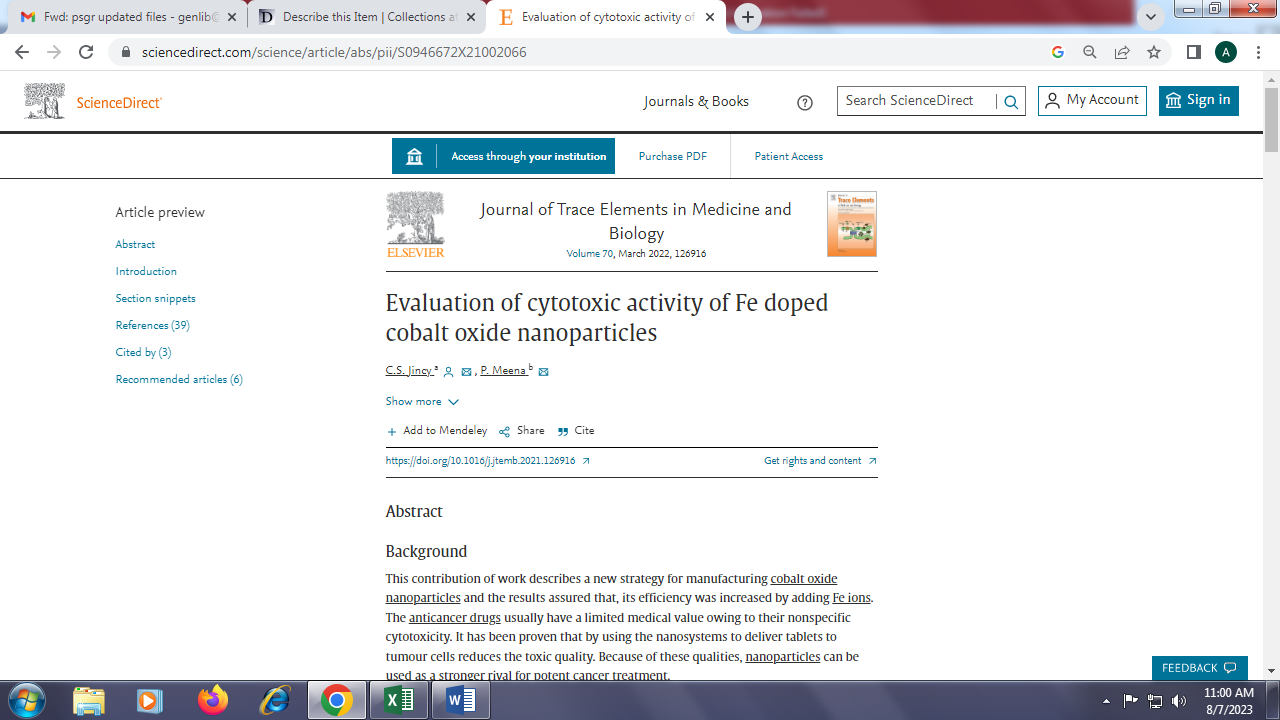 Fwd: psgr updated files - genlib@
Describe this Item | Collections at
Evaluation of cytotoxic activity of
sciencedirect.com/science/article/abs/pii/S0946672X21002066
A
ScienceDirect
Journals & Books
?
Search ScienceDirect
My Account
Sign in
Access through your institution
Purchase PDF
Patient Access
Article preview
Abstract
Introduction
Section snippets
References (39)
Cited by (3)
Recommended articles (6)
ELSEVIER
Journal of Trace Elements in Medicine and
Biology
Volume 70, March 2022, 126916
Trace Elements
Evaluation of cytotoxic activity of Fe doped
cobalt oxide nanoparticles
C.S. Jincy a, P. Meena b
Show more
Add to Mendeley Share Cite
https://doi.org/10.1016/j.jtemb.2021.126916
Get rights and content
Abstract
Background
This contribution of work describes a new strategy for manufacturing cobalt oxide
nanoparticles and the results assured that, its efficiency was increased by adding Fe ions.
The anticancer drugs usually have a limited medical value owing to their nonspecific
cytotoxicity. It has been proven that by using the nanosystems to deliver tablets to
tumour cells reduces the toxic quality. Because of these qualities, nanoparticles can be
used as a stronger rival for potent cancer treatment.
FEEDBACK
11:00 AM
8/7/2023